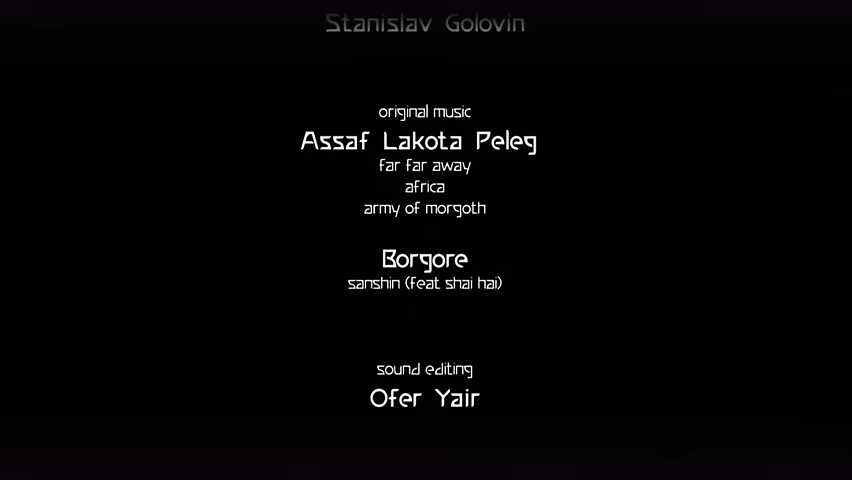 Stanislav Golovin
original music
Assaf Lakota Peleg
far far away
africa
army of morgoth
Borgore
sanshin (feat shai hai)
sound editing
Ofer Yair